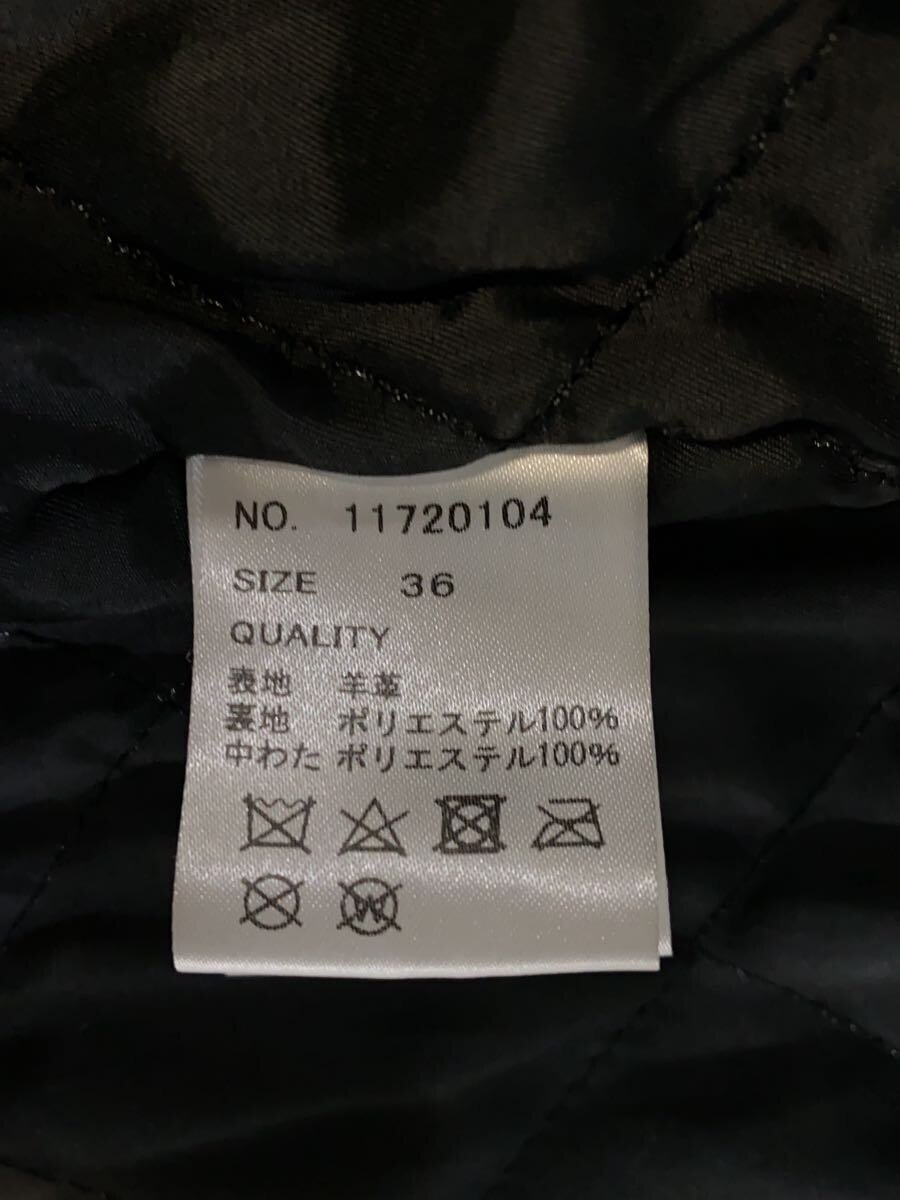 NO. 11720104
SIZE 36
QUALITY
表地 羊革
裏地 ポリエステル100%
中わた ポリエステル100%
W